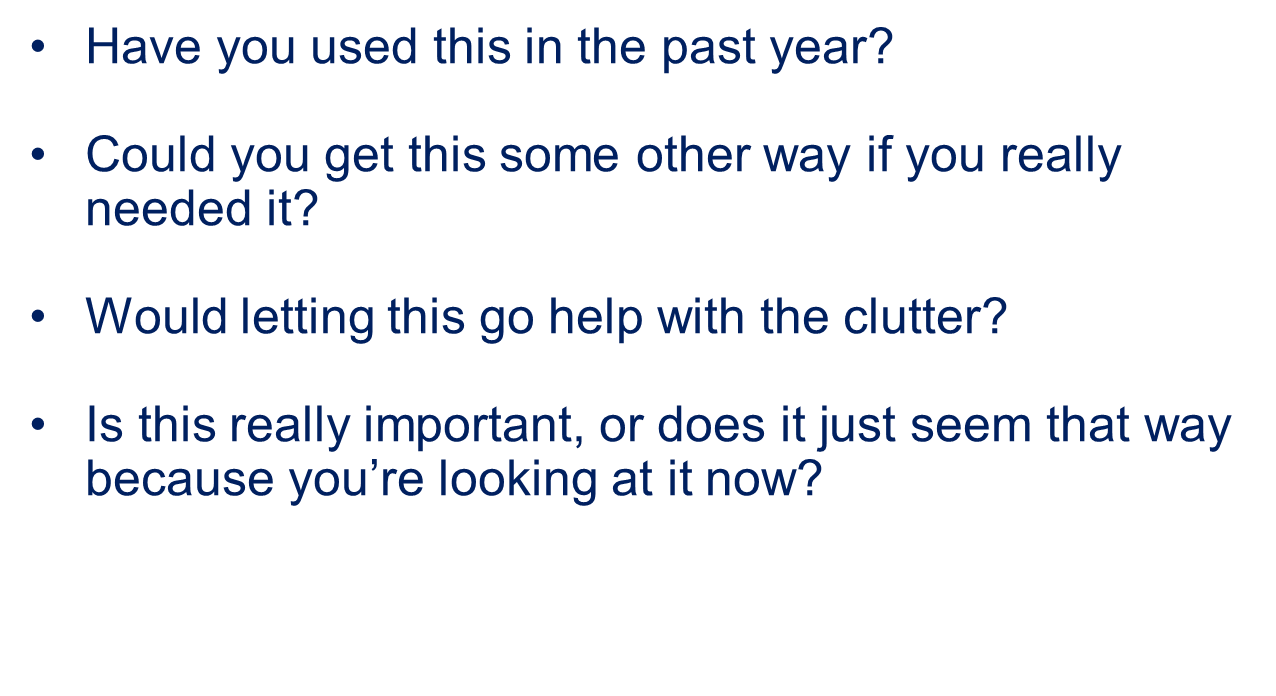 • Have you used this in the past year?
• Could you get this some other way if you really
needed it?
• Would letting this go help with the clutter?
• Is this really important, or does it just seem that way
because you’re looking at it now?